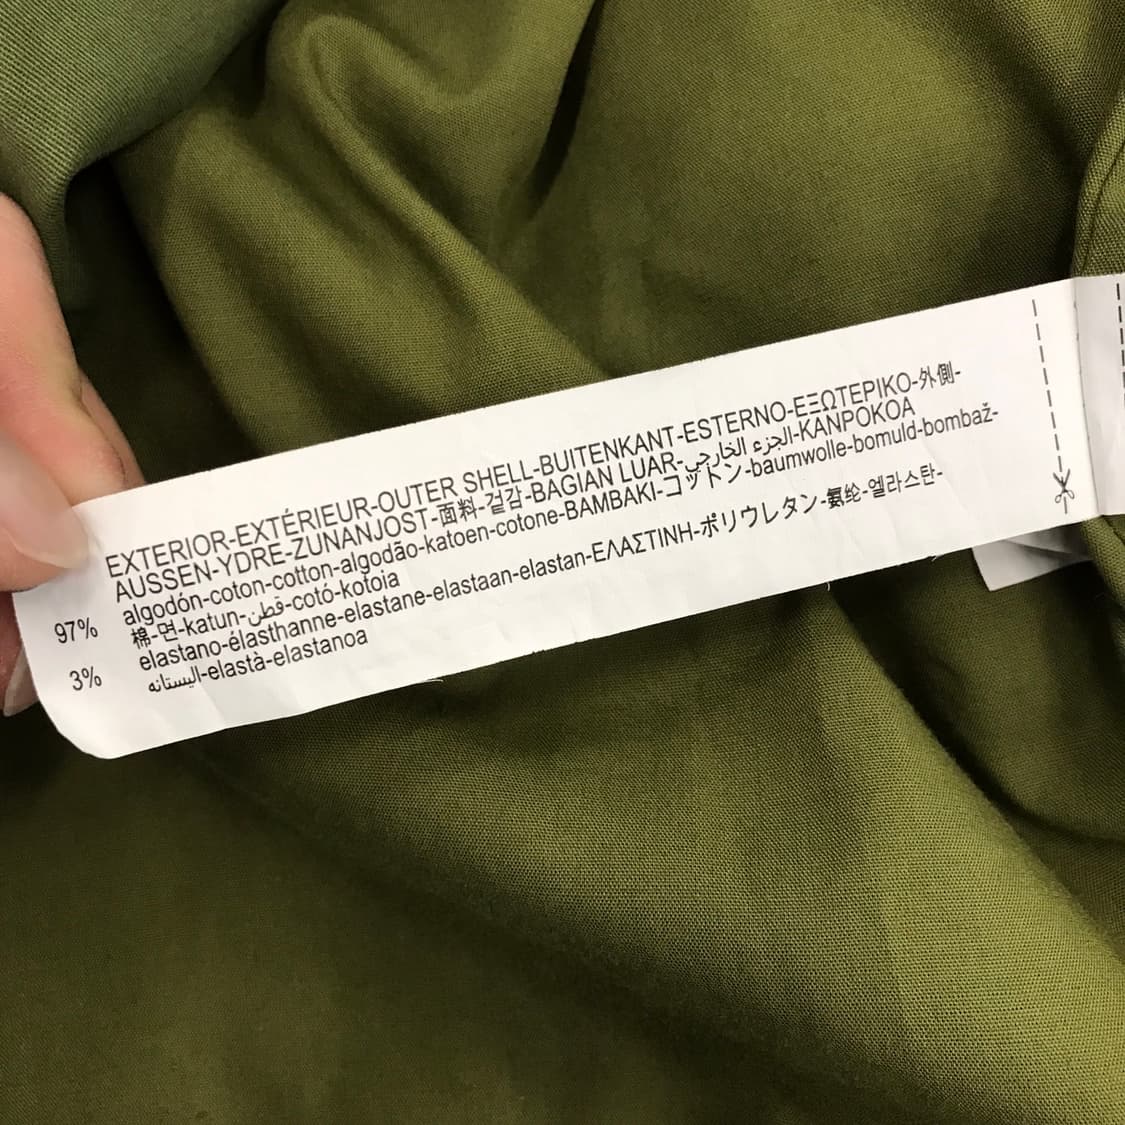 EXTERIOR-EXTÉRIEUR-OUTER SHELL-BUITENKANT-ESTERNO-ΕΞΩΤΕΡΙΚΟ-外側-
AUSSEN-YDRE-ZUNANJOST-面料-겉감-BAGIAN LUAR-الجزء الخارجي-KANPOKOA
97% algodón-coton-cotton-algodão-katoen-cotone-BAMBAKI-コットン-baumwolle-bomuld-bombaž-
棉-면-katun-قطن-cotó-kotoia
3% elastano-élasthanne-elastane-elastaan-elastan-ΕΛΑΣΤΙΝΗ-ポリウレタン-氨纶-엘라스탄-
اليستانه-elastà-elastanoa